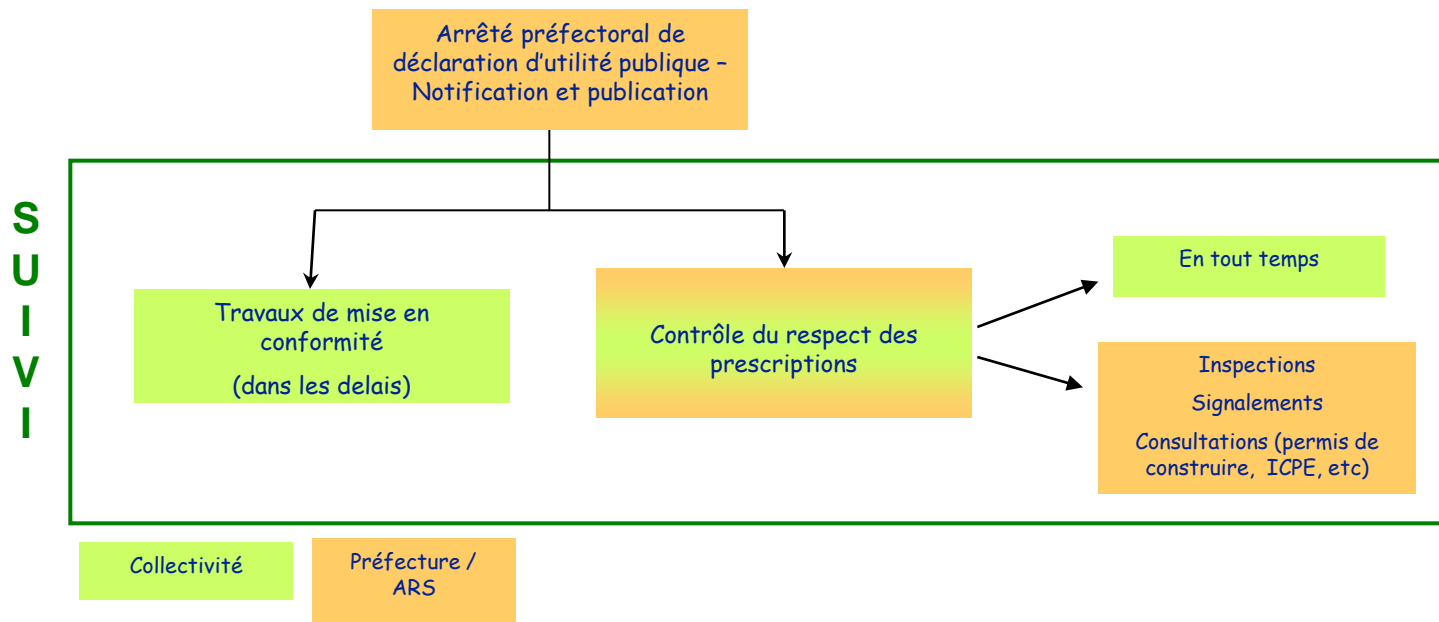 Arrêté préfectoral de
déclaration d'utilité publique –
Notification et publication
S
U
I
V
I
Travaux de mise en
conformité
(dans les delais)
Contrôle du respect des
prescriptions
En tout temps
Inspections
Signalements
Consultations (permis de
construire, ICPE, etc)
Collectivité
Préfecture /
ARS